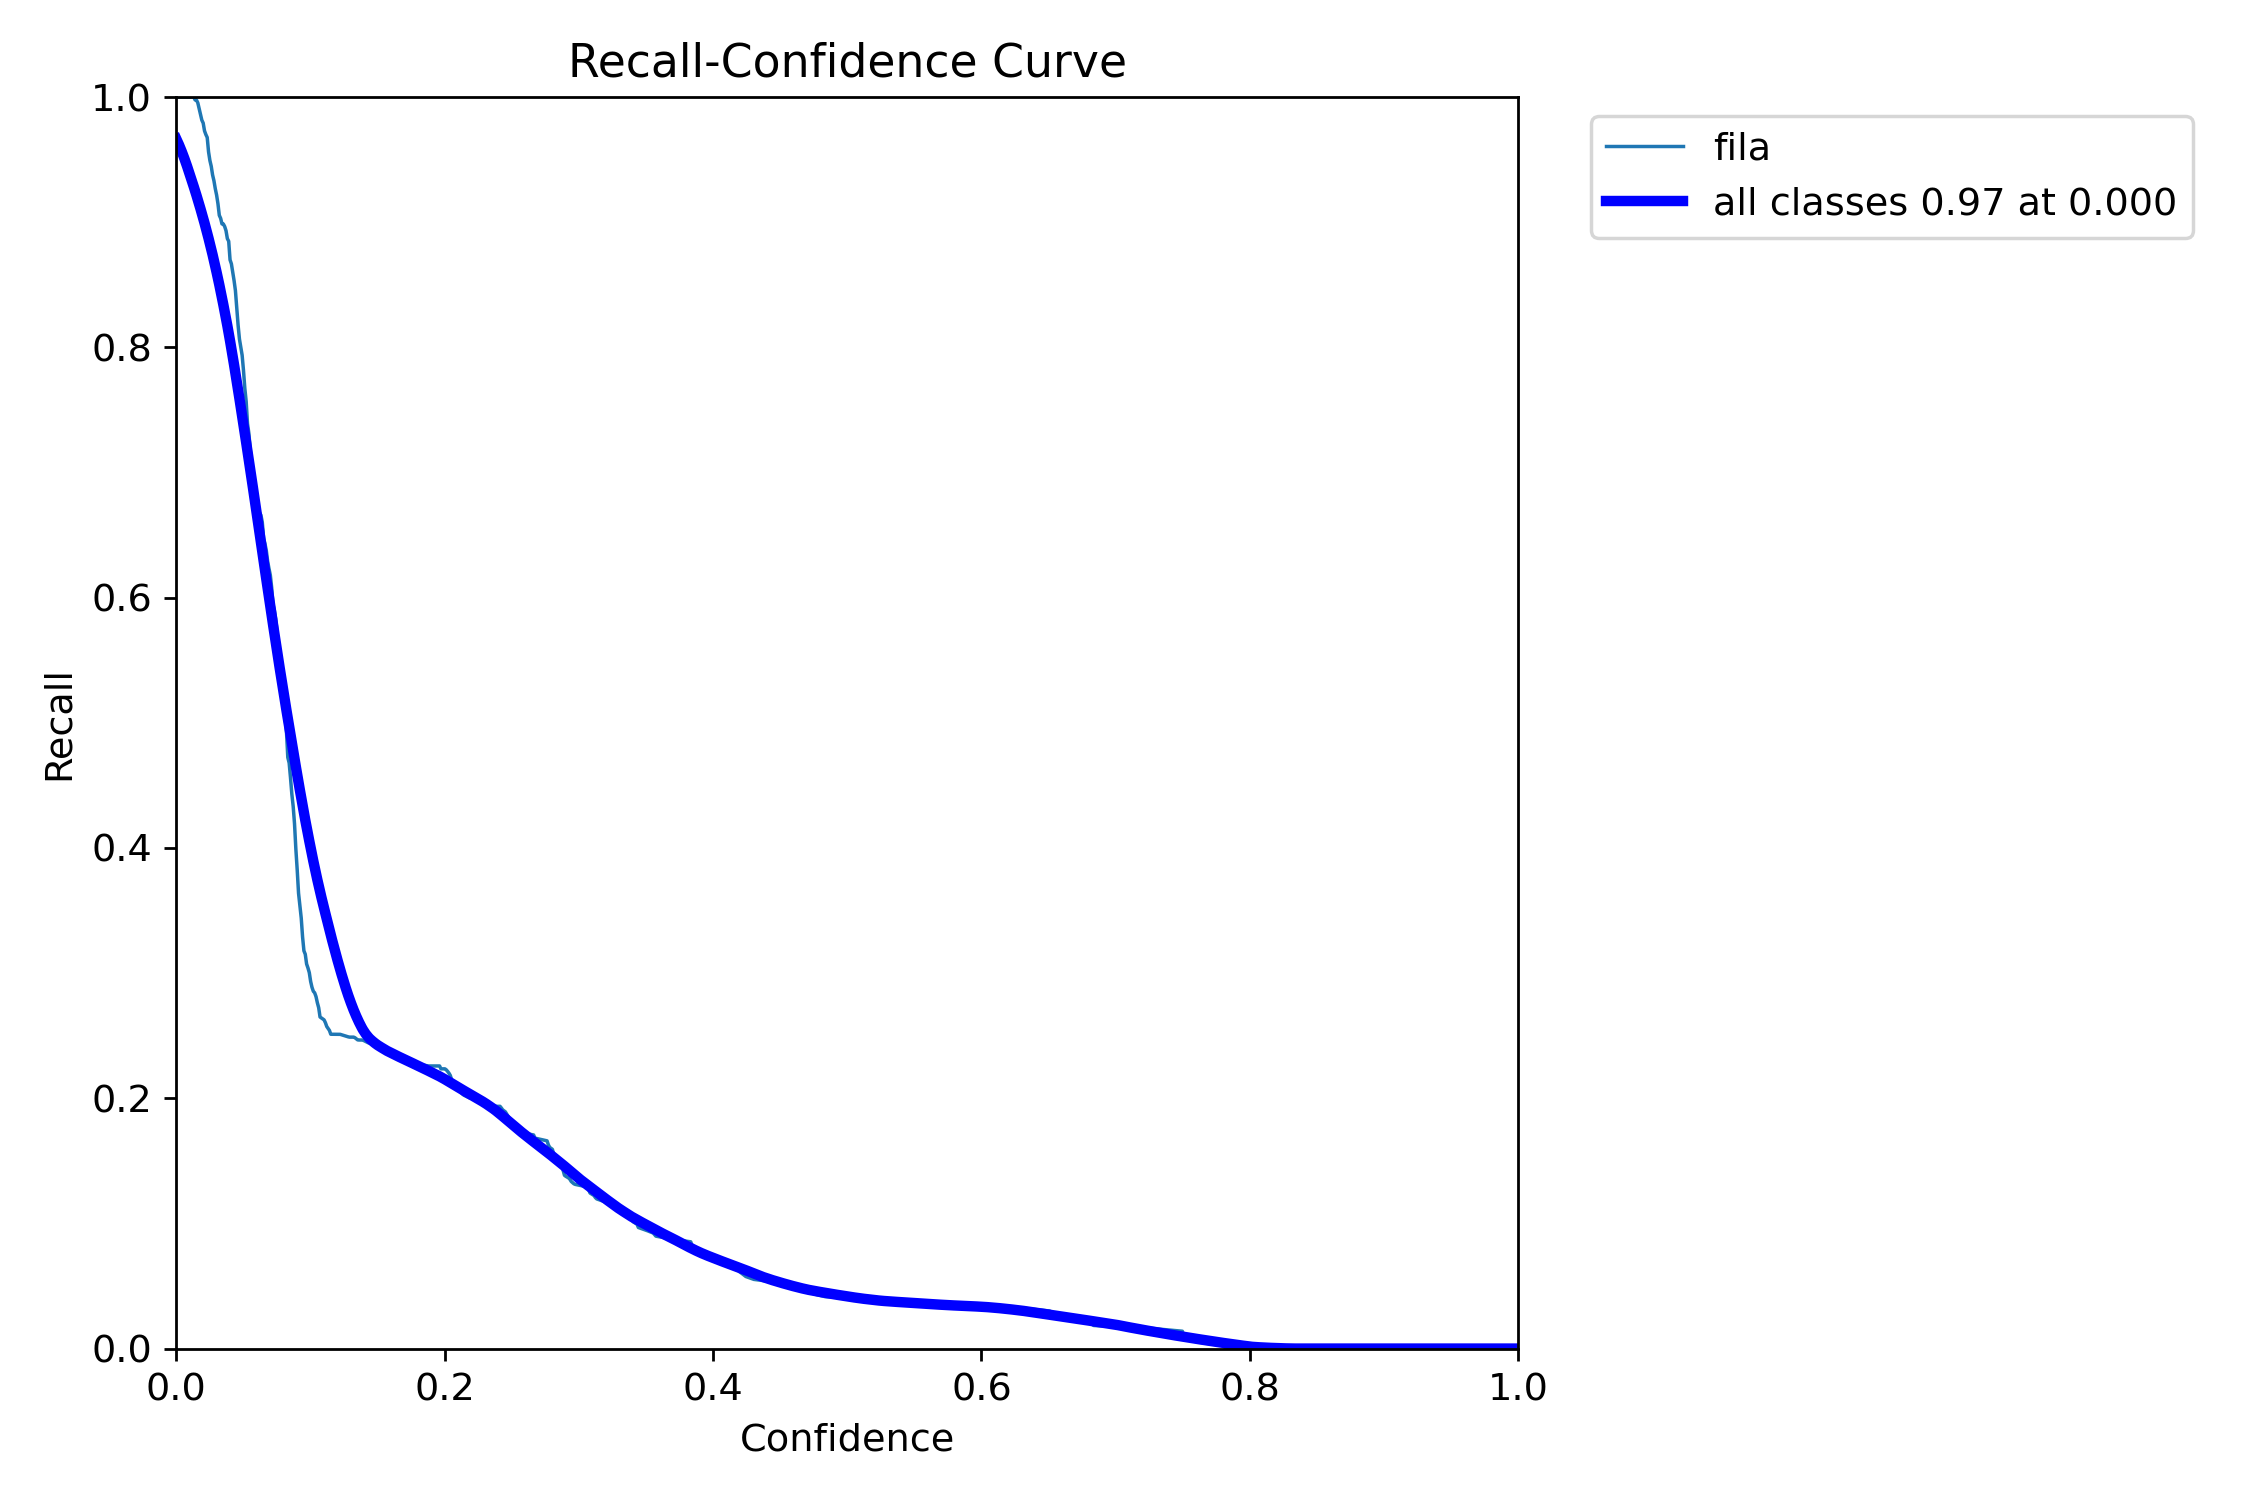 Recall-Confidence Curve
1.0
0.8
0.6
0.4
0.2
0.0
Recall
0.0 0.2 0.4 0.6 0.8 1.0
Confidence
fila
all classes 0.97 at 0.000